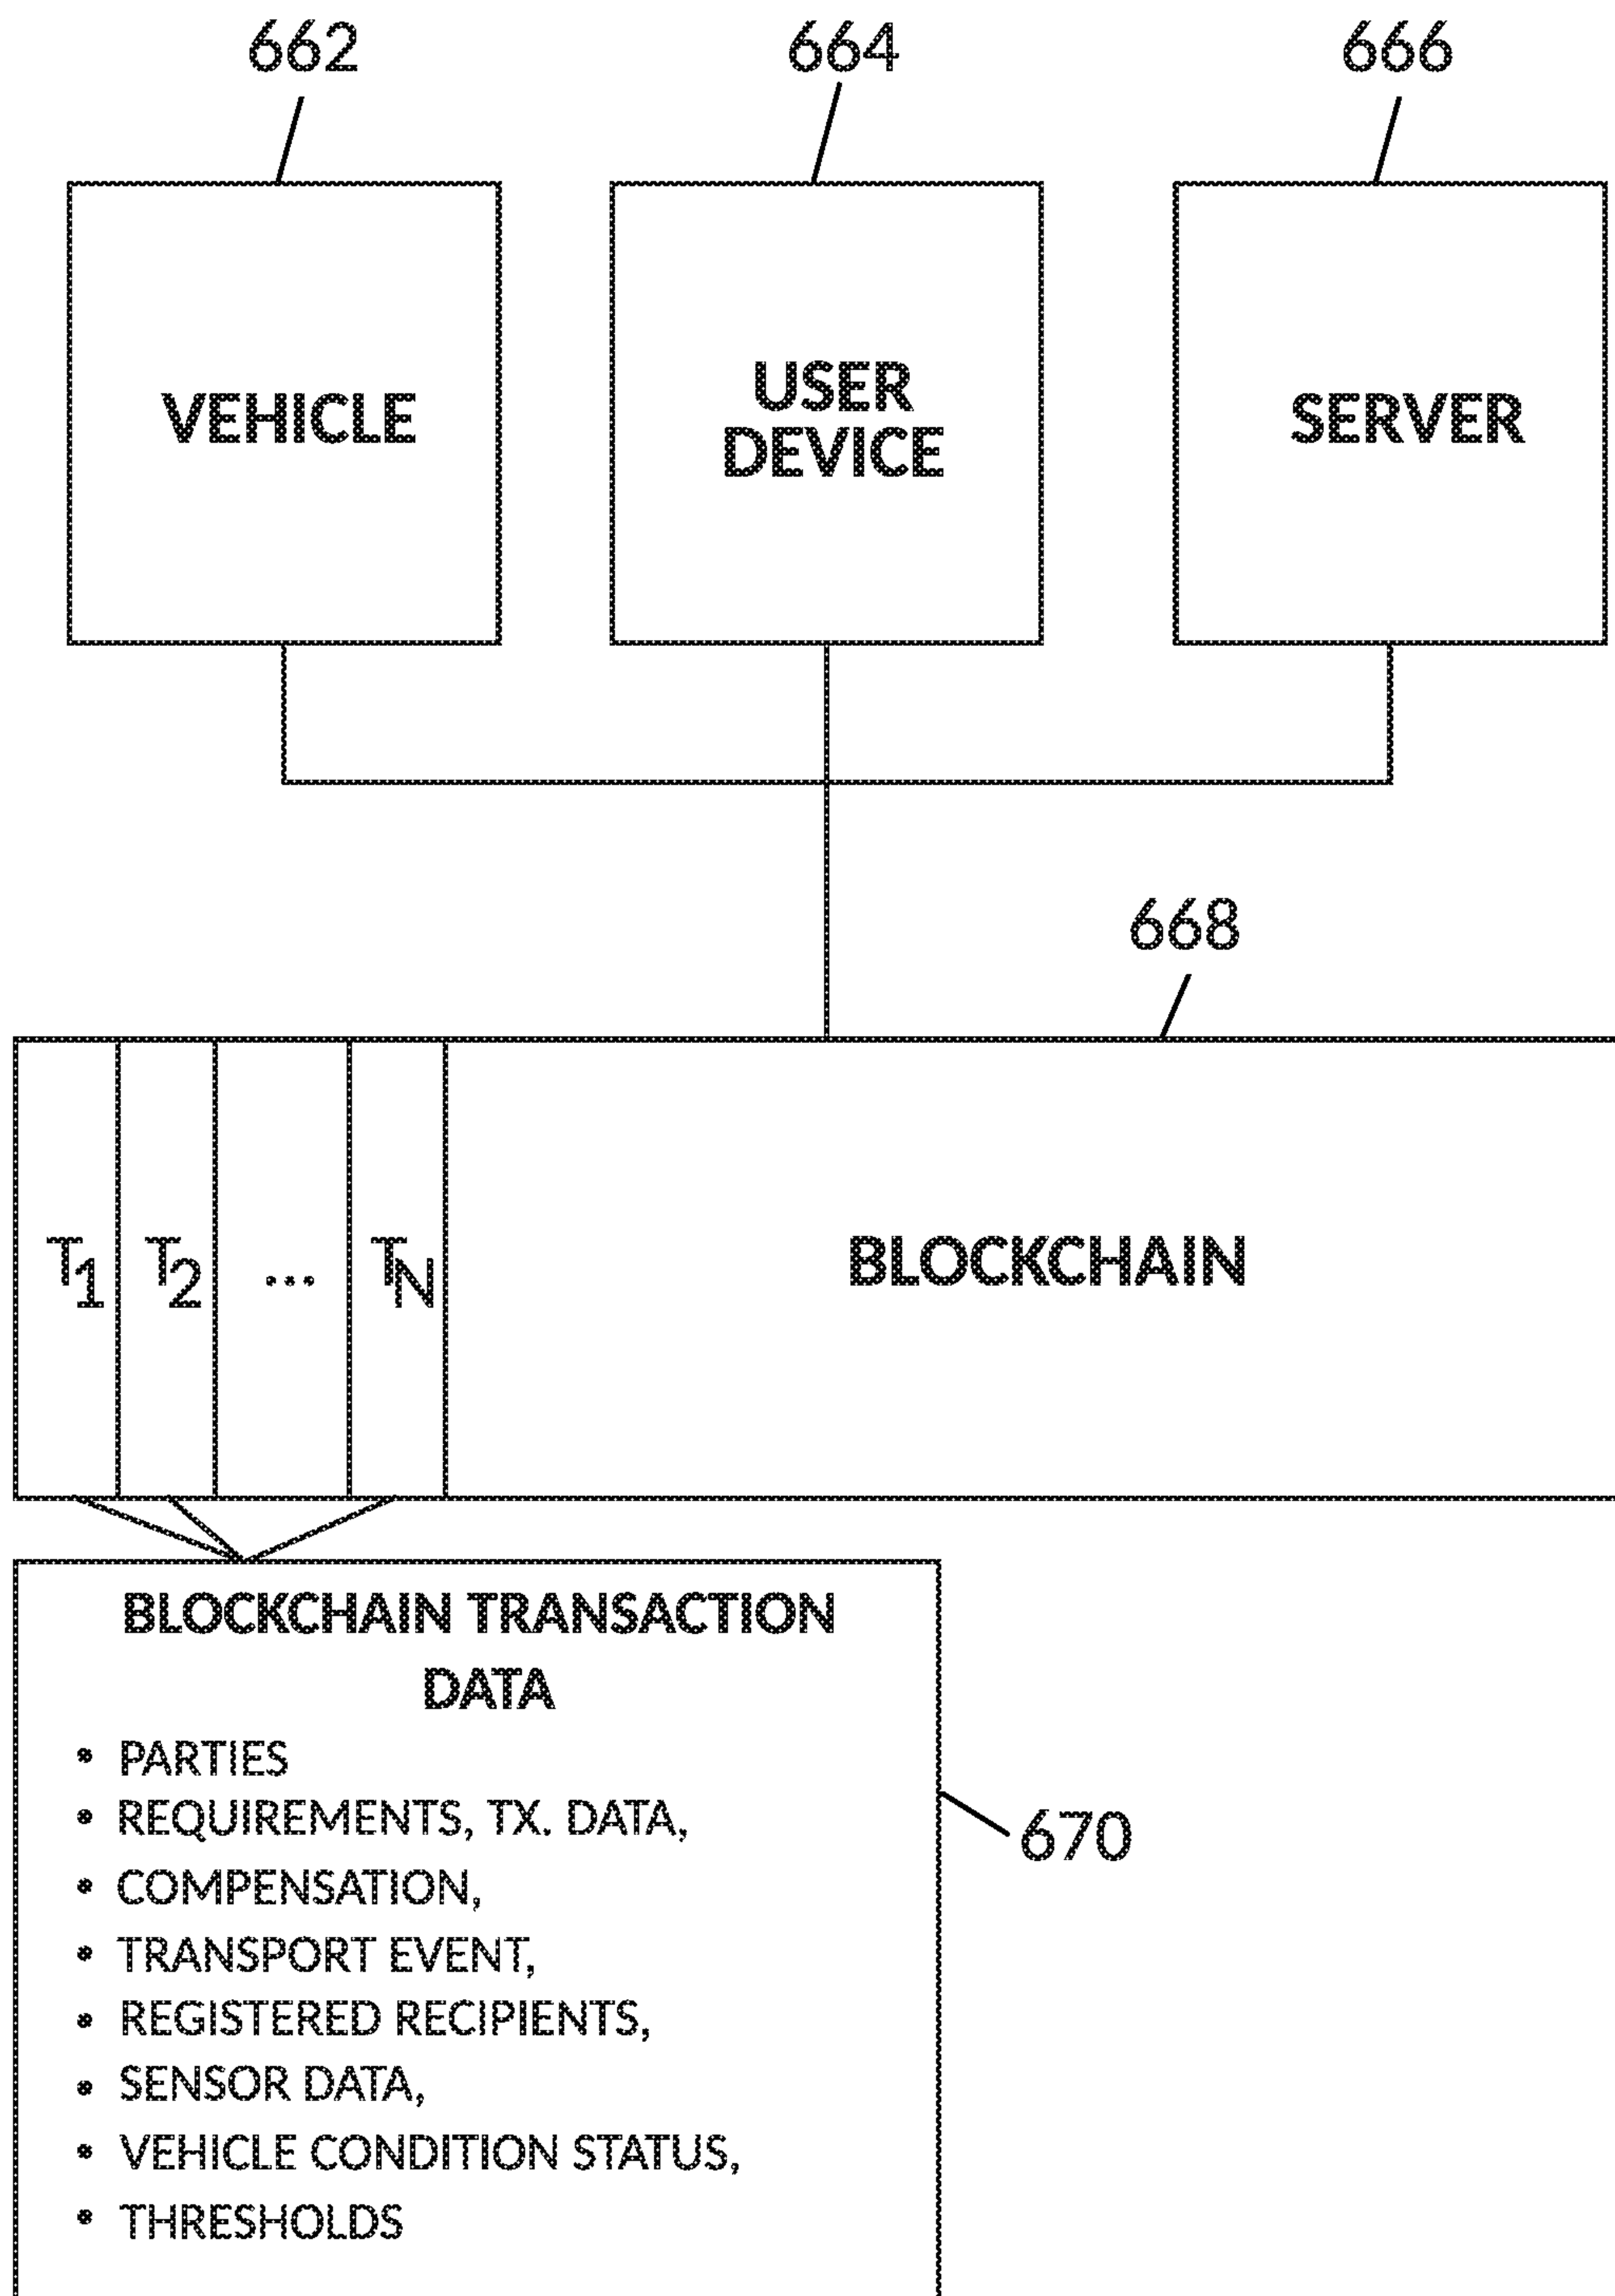 662
664
666
VEHICLE
USER
DEVICE
SERVER
668
T1
T2
...
TN
BLOCKCHAIN
BLOCKCHAIN TRANSACTION
DATA
• PARTIES
• REQUIREMENTS, TX. DATA,
• COMPENSATION,
• TRANSPORT EVENT,
• REGISTERED RECIPIENTS,
• SENSOR DATA,
• VEHICLE CONDITION STATUS,
• THRESHOLDS
670